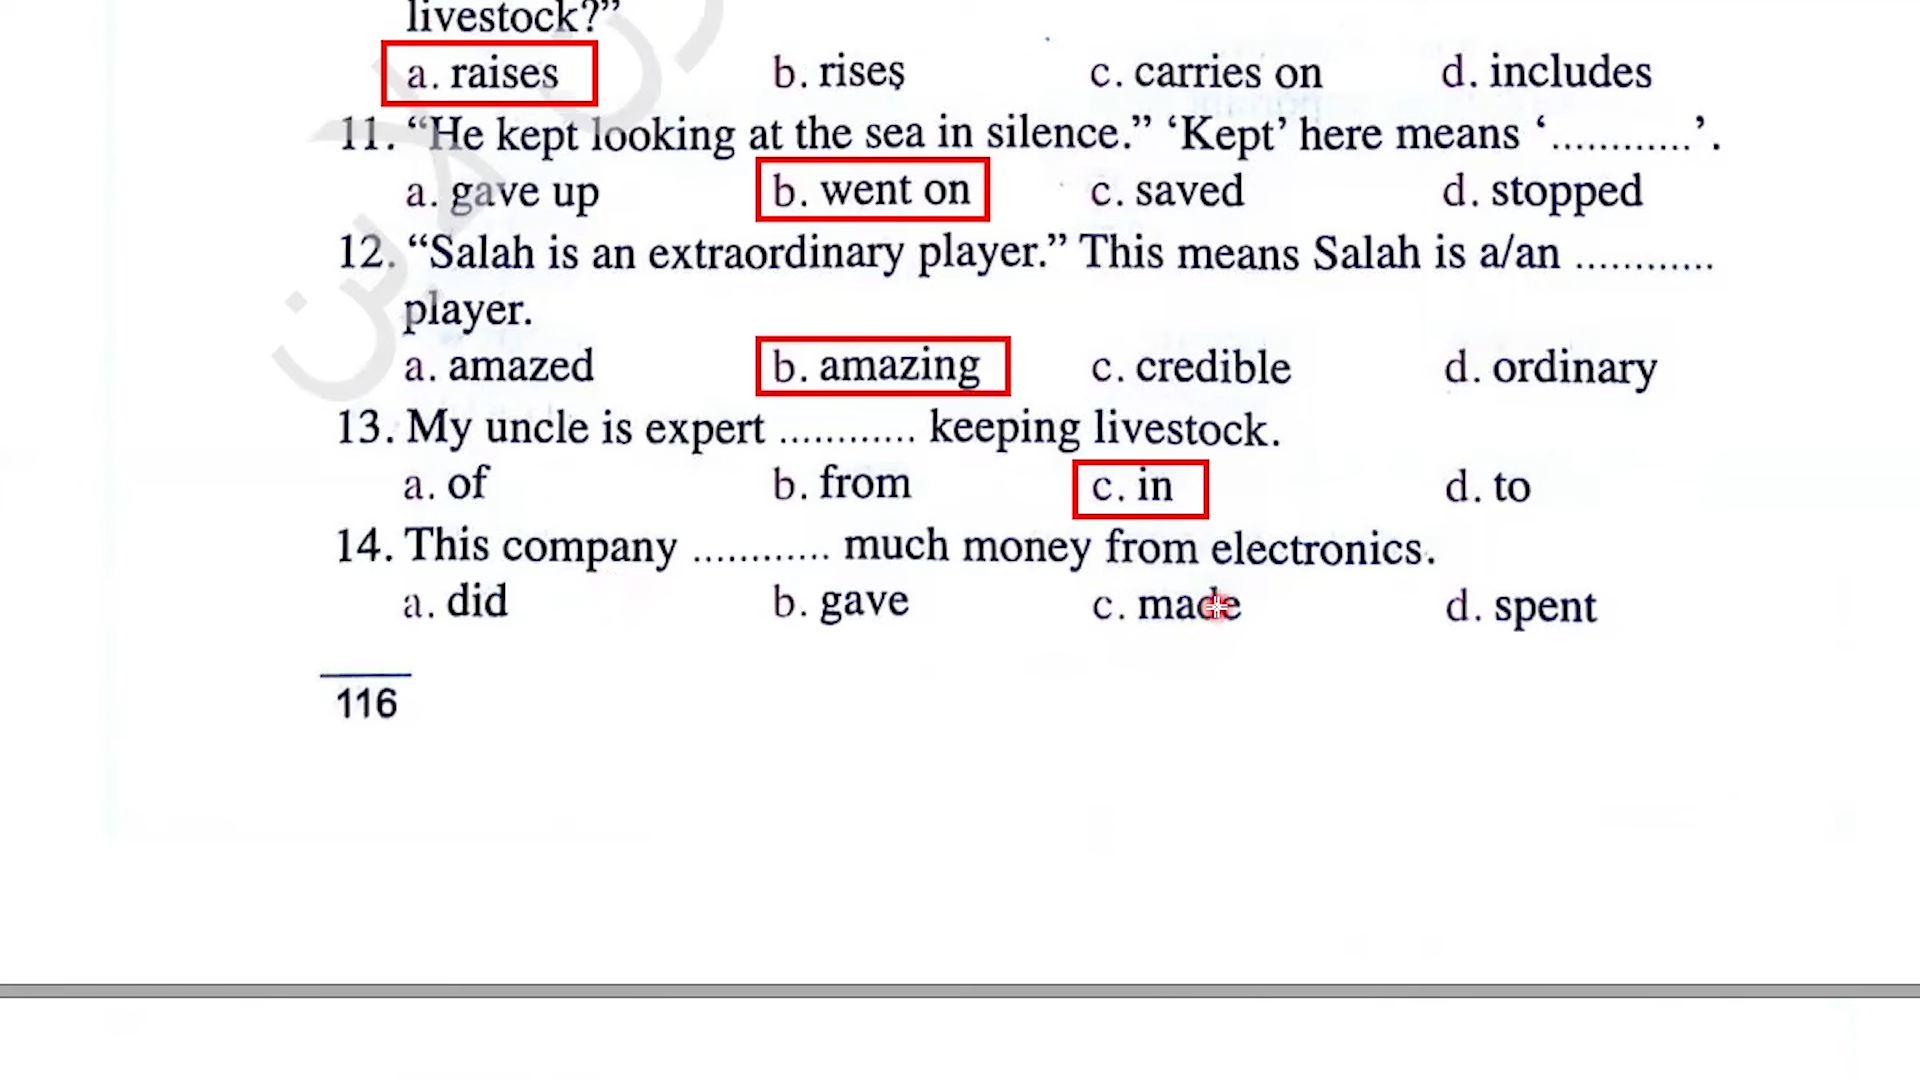 livestock?”
a. raises b. rises c. carries on d. includes
11. “He kept looking at the sea in silence.” ‘Kept’ here means ‘............’.
a. gave up b. went on c. saved d. stopped
12. “Salah is an extraordinary player.” This means Salah is a/an ............
player.
a. amazed b. amazing c. credible d. ordinary
13. My uncle is expert ............ keeping livestock.
a. of b. from c. in d. to
14. This company ............ much money from electronics.
a. did b. gave c. made d. spent
116